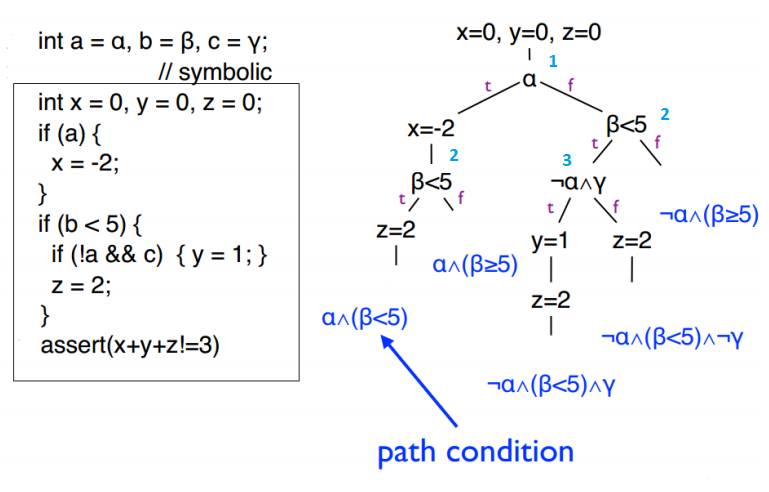 int a = α, b = β, c = γ;
// symbolic
int x = 0, y = 0, z = 0;
if (a) {
x = -2;
}
if (b < 5) {
if (!a && c) { y = 1; }
z = 2;
}
assert(x+y+z!=3)
x=0, y=0, z=0
1
α
t f
x=-2
β<5 2
2
t f
3
β<5
¬α∧γ
t f
t f
¬α∧(β≥5)
z=2
y=1 z=2
α∧(β≥5)
z=2
α∧(β<5)
¬α∧(β<5)∧¬γ
¬α∧(β<5)∧γ
path condition